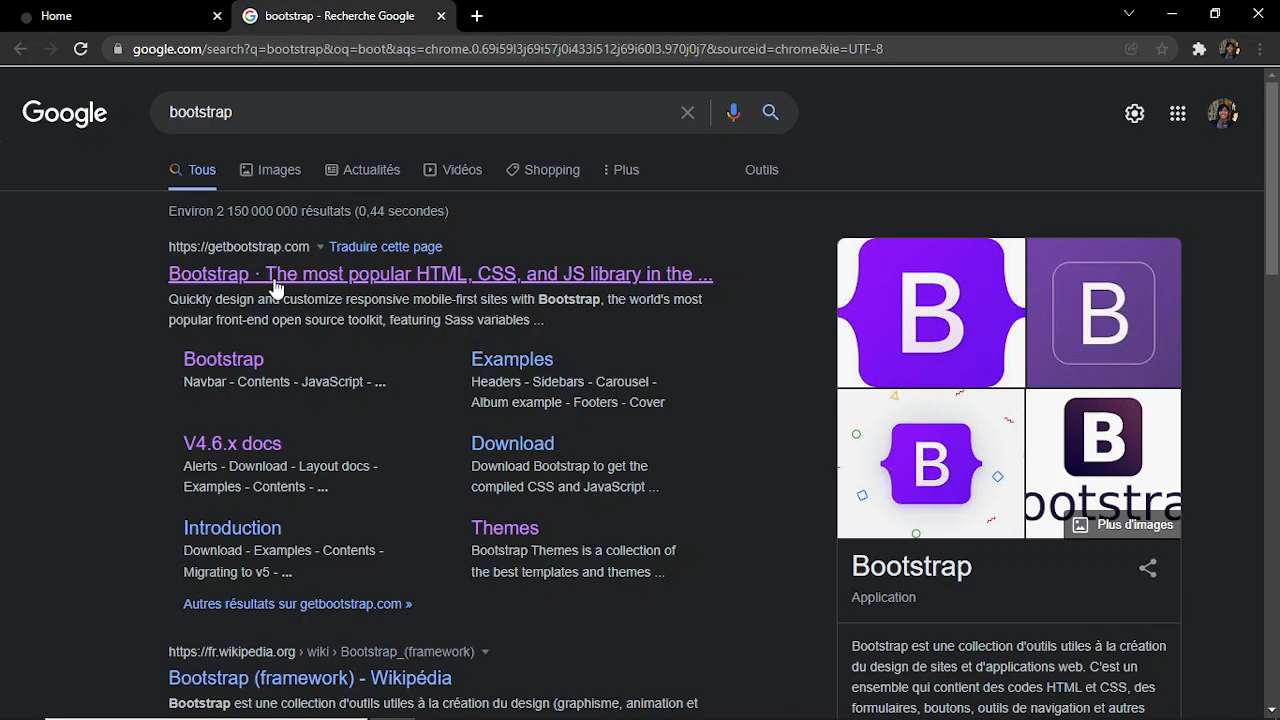 Home
bootstrap - Recherche Google
google.com/search?q=bootstrap&oq=boot&aqs=chrome.0.69i59l3j69i57j0i433i512j69i60l3.970j0j7&sourceid=chrome&ie=UTF-8
Google
bootstrap
Tous Images Actualités Vidéos Shopping Plus Outils
Environ 2 150 000 000 résultats (0,44 secondes)
https://getbootstrap.com Traduire cette page
Bootstrap · The most popular HTML, CSS, and JS library in the ...
Quickly design and customize responsive mobile-first sites with Bootstrap, the world's most
popular front-end open source toolkit, featuring Sass variables ...
Bootstrap
Navbar - Contents - JavaScript - ...
Examples
Headers - Sidebars - Carousel -
Album example - Footers - Cover
V4.6.x docs
Alerts - Download - Layout docs -
Examples - Contents - ...
Download
Download Bootstrap to get the
compiled CSS and JavaScript ...
Introduction
Download - Examples - Contents -
Migrating to v5 - ...
Themes
Bootstrap Themes is a collection of
the best templates and themes ...
Autres résultats sur getbootstrap.com »
https://fr.wikipedia.org › wiki › Bootstrap_(framework)
Bootstrap (framework) - Wikipédia
Bootstrap est une collection d'outils utiles à la création du design (graphisme, animation et
B
B
B
B
ootstra
Plus d'images
Bootstrap
Application
Bootstrap est une collection d'outils utiles à la création
du design de sites et d'applications web. C'est un
ensemble qui contient des codes HTML et CSS, des
formulaires, boutons, outils de navigation et autres